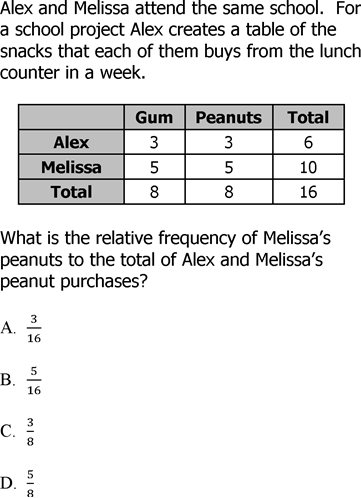 Alex and Melissa attend the same school.  For
a school project Alex creates a table of the
snacks that each of them buys from the lunch
counter in a week.
Gum Peanuts Total
Alex 3 3 6
Melissa 5 5 10
Total 8 8 16
What is the relative frequency of Melissa's
peanuts to the total of Alex and Melissa's
peanut purchases?
A. 3/16
B. 5/16
C. 3/8
D. 5/8